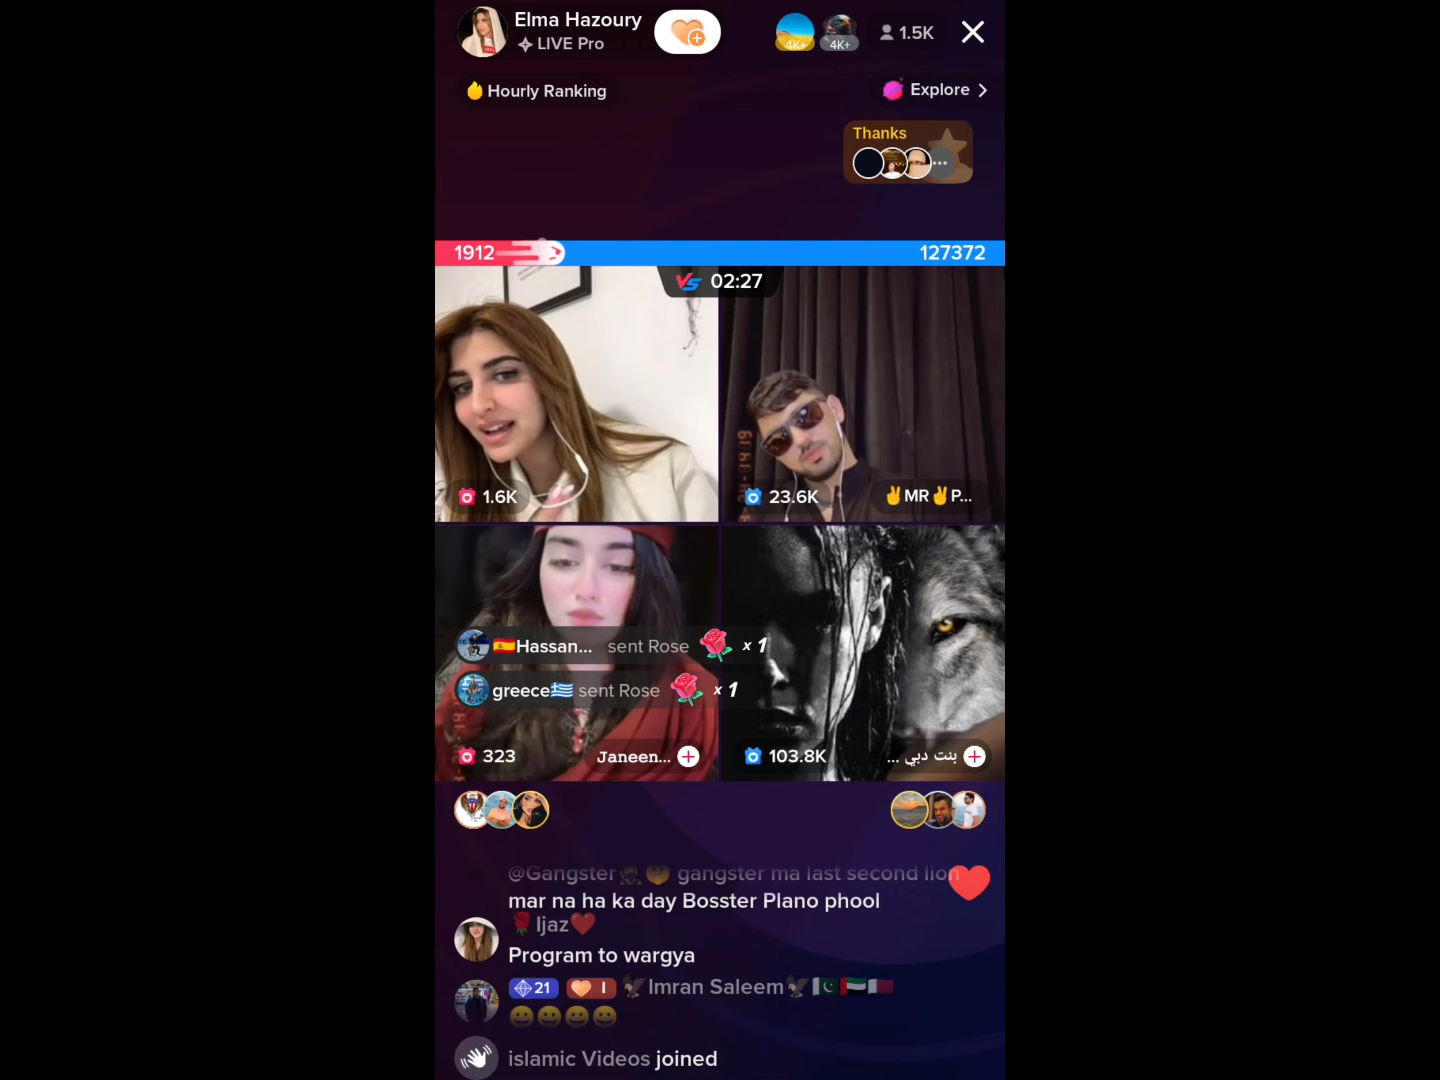 Elma Hazoury
LIVE Pro
4K+
4K+
1.5K
Hourly Ranking
Explore
Thanks
1912
127372
VS 02:27
1.6K
23.6K
✌MR✌P...
🇪🇸Hassan... sent Rose x 1
greece🇬🇷 sent Rose x 1
323
Janeen...
103.8K
بنت دبي ...
@Gangster gangster ma last second lion
mar na ha ka day Bosster Plano phool
🌹Ijaz❤️
Program to wargya
21 I 🦅Imran Saleem🦅🇵🇰🇦🇪🇶🇦
😀😀😀😀
islamic Videos joined